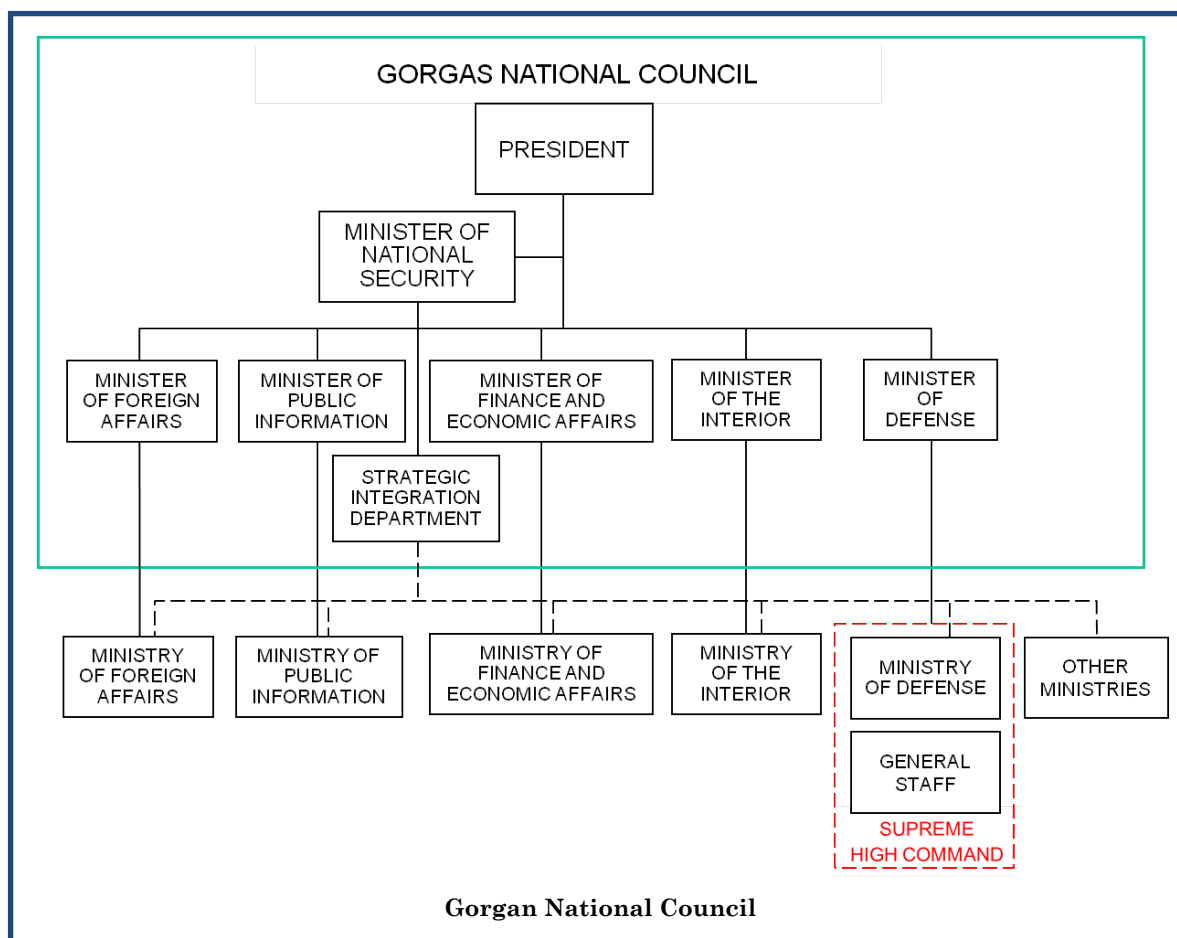 GORGAS NATIONAL COUNCIL
PRESIDENT
MINISTER OF
NATIONAL
SECURITY
MINISTER
OF FOREIGN
AFFAIRS
MINISTER OF
PUBLIC
INFORMATION
MINISTER OF
FINANCE AND
ECONOMIC AFFAIRS
MINISTER
OF THE
INTERIOR
MINISTER
OF
DEFENSE
STRATEGIC
INTEGRATION
DEPARTMENT
MINISTRY
OF FOREIGN
AFFAIRS
MINISTRY OF
PUBLIC
INFORMATION
MINISTRY OF
FINANCE AND
ECONOMIC AFFAIRS
MINISTRY
OF THE
INTERIOR
MINISTRY
OF DEFENSE
OTHER
MINISTRIES
GENERAL
STAFF
SUPREME
HIGH COMMAND
Gorgan National Council